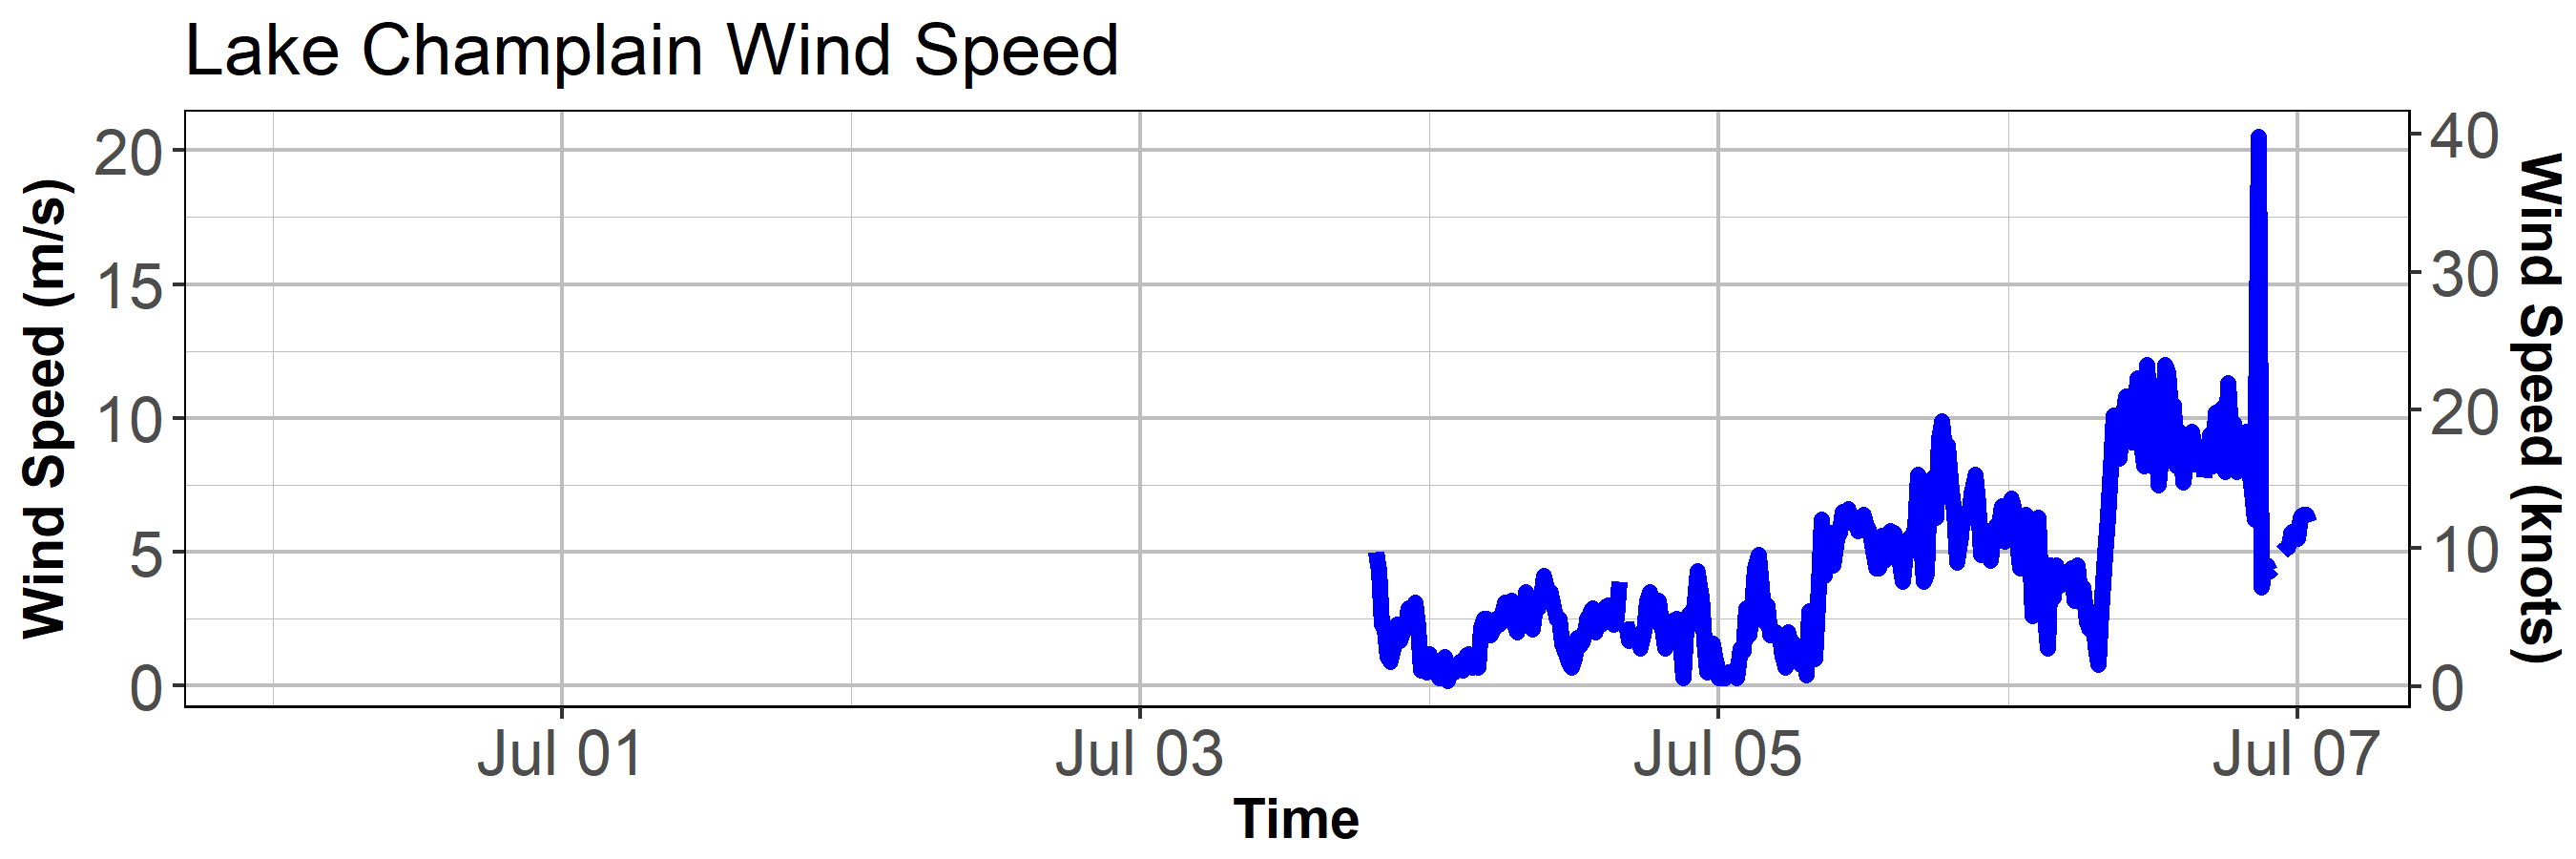 Lake Champlain Wind Speed
Wind Speed (m/s)
20
15
10
5
0
40
30
20
10
0
Wind Speed (knots)
Jul 01
Jul 03
Jul 05
Jul 07
Time